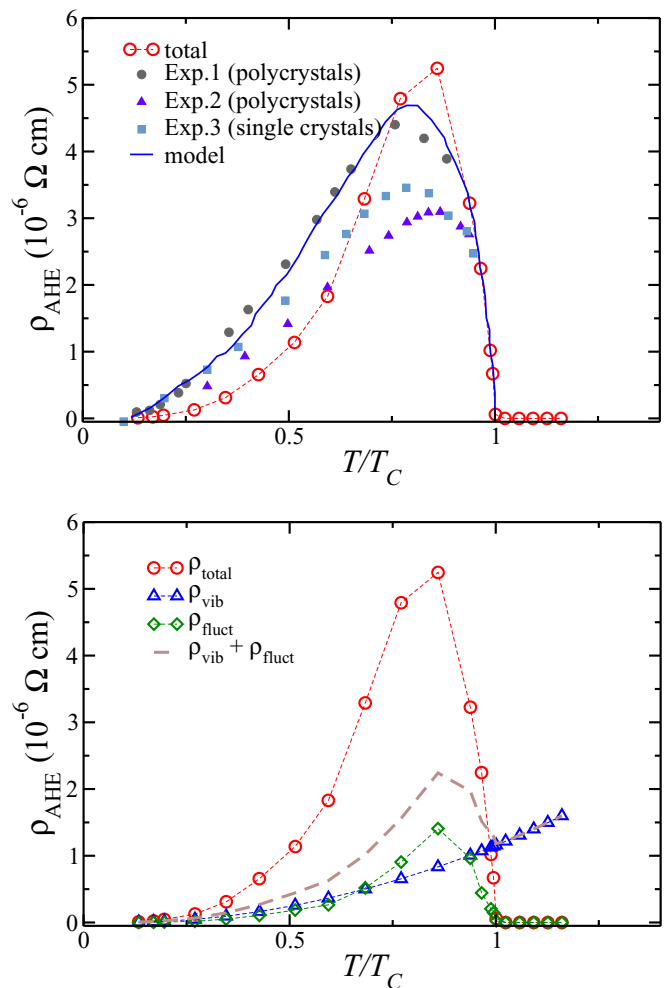 6
5
4
3
2
1
0
ρAHE (10-6 Ω cm)
total
Exp.1 (polycrystals)
Exp.2 (polycrystals)
Exp.3 (single crystals)
model
0
0.5
1
T/TC
6
5
4
3
2
1
0
ρAHE (10-6 Ω cm)
ρtotal
ρvib
ρfluct
ρvib + ρfluct
0
0.5
1
T/TC